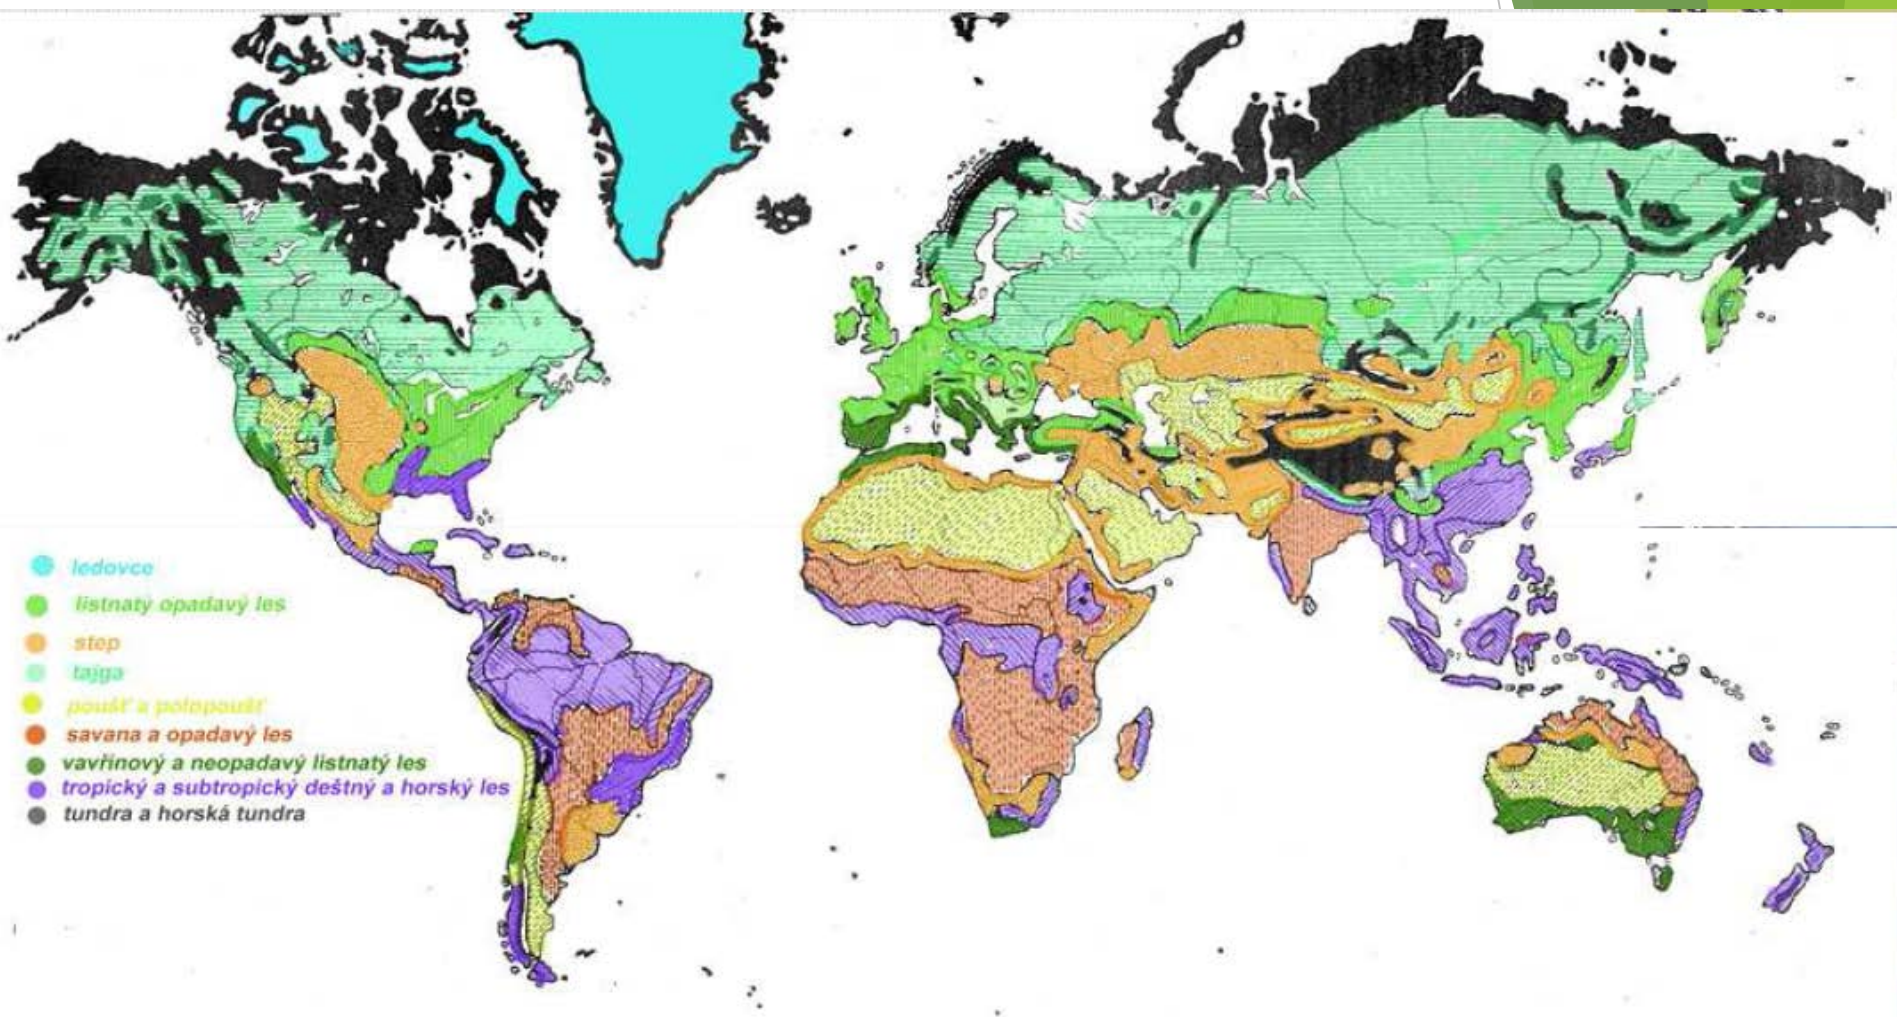 ledovce
listnatý opadavý les
step
tajga
poušť a polopoušť
savana a opadavý les
vavřínový a neopadavý listnatý les
tropický a subtropický deštný a horský les
tundra a horská tundra